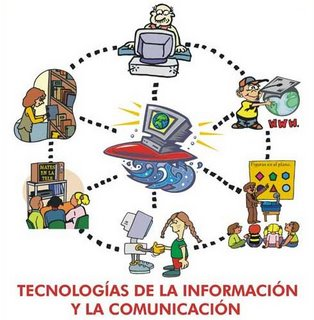 WWW.
MATES
EN LA
TELE
Figuras en el plano.
TECNOLOGÍAS DE LA INFORMACIÓN
Y LA COMUNICACIÓN